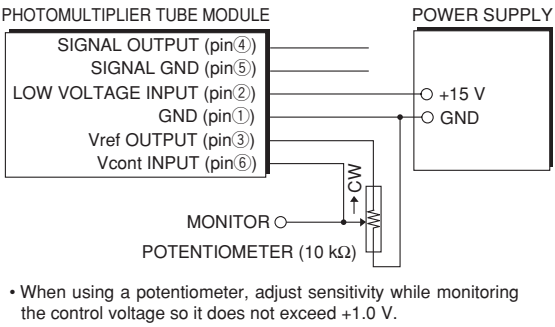 PHOTOMULTIPLIER TUBE MODULE
POWER SUPPLY
SIGNAL OUTPUT (pin④)
SIGNAL GND (pin⑤)
LOW VOLTAGE INPUT (pin②)
+15 V
GND (pin①)
GND
Vref OUTPUT (pin③)
Vcont INPUT (pin⑥)
CW
MONITOR
POTENTIOMETER (10 kΩ)
• When using a potentiometer, adjust sensitivity while monitoring
the control voltage so it does not exceed +1.0 V.